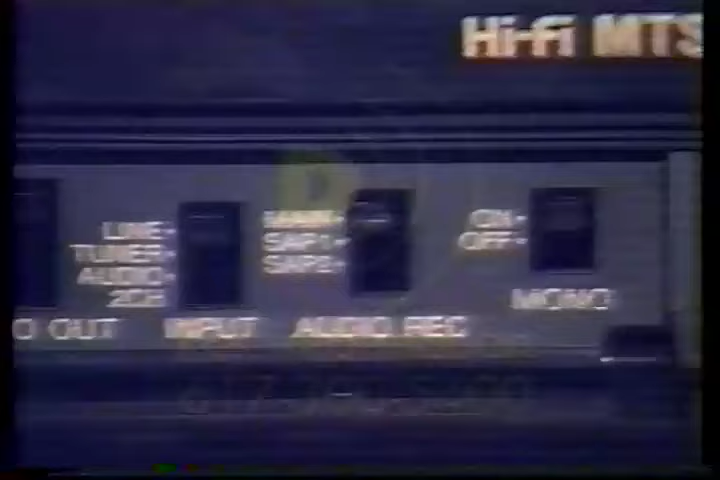 Hi-Fi MTS
LINE
TUNER
AUDIO
2CH
MAIN
SAP1
SAP2
ON
OFF
MONO
O OUT
INPUT
AUDIO REC